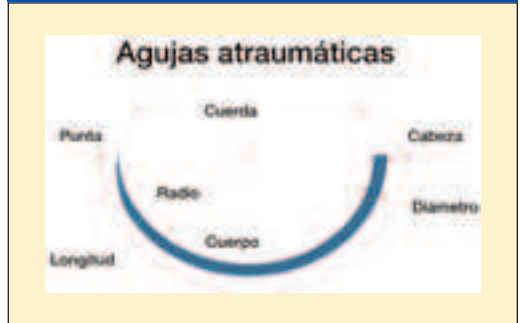 Agujas atraumáticas
Cuerda
Punta
Cabeza
Radio
Diametro
Cuerpo
Longitud